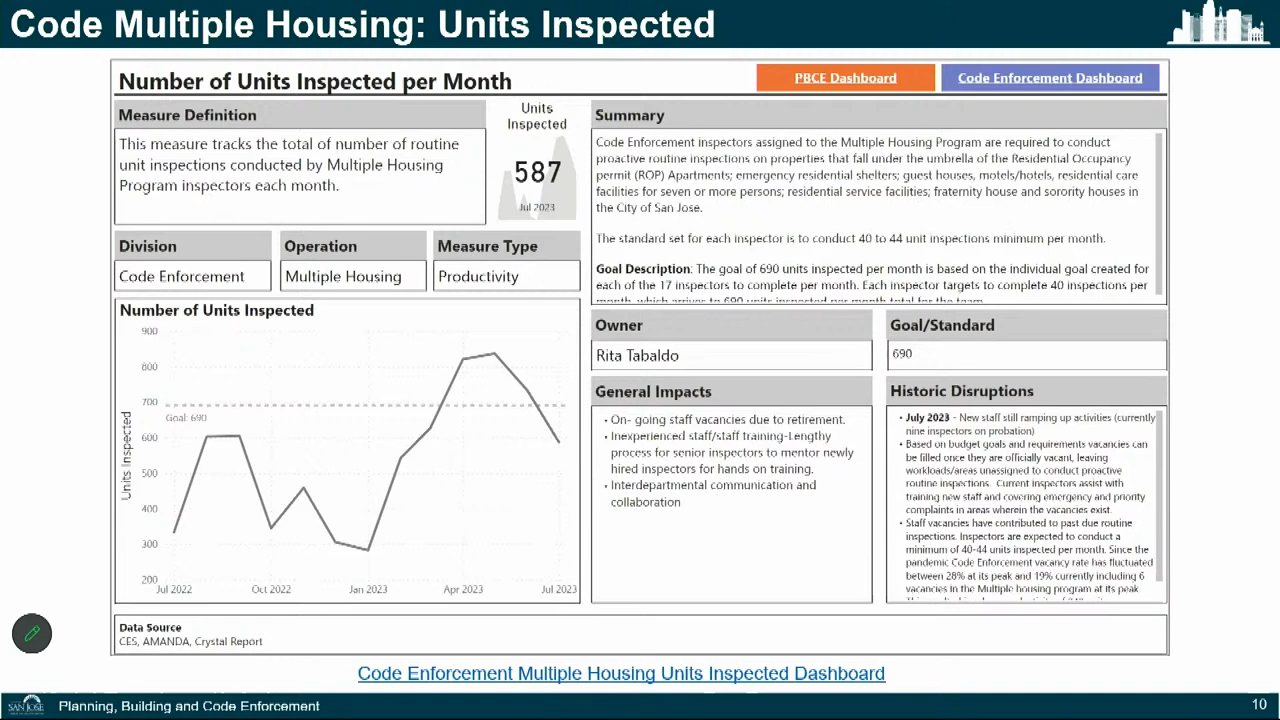 Code Multiple Housing: Units Inspected
Number of Units Inspected per Month
PBCE Dashboard
Code Enforcement Dashboard
Measure Definition
This measure tracks the total of number of routine
unit inspections conducted by Multiple Housing
Program inspectors each month.
Units
Inspected
587
Jul 2023
Summary
Code Enforcement inspectors assigned to the Multiple Housing Program are required to conduct
proactive routine inspections on properties that fall under the umbrella of the Residential Occupancy
permit (ROP) Apartments; emergency residential shelters; guest houses, motels/hotels, residential care
facilities for seven or more persons; residential service facilities; fraternity house and sorority houses in
the City of San Jose.
The standard set for each inspector is to conduct 40 to 44 unit inspections minimum per month.
Goal Description: The goal of 690 units inspected per month is based on the individual goal created for
each of the 17 inspectors to complete per month. Each inspector targets to complete 40 inspections per
month, which arrives to 690 units inspected per month total for the team.
Division
Code Enforcement
Operation
Multiple Housing
Measure Type
Productivity
Number of Units Inspected
Units Inspected
900
800
700
600
500
400
300
200
Goal: 690
Jul 2022
Oct 2022
Jan 2023
Apr 2023
Jul 2023
Owner
Rita Tabaldo
Goal/Standard
690
General Impacts
• On- going staff vacancies due to retirement.
• Inexperienced staff/staff training-Lengthy
process for senior inspectors to mentor newly
hired inspectors for hands on training.
• Interdepartmental communication and
collaboration
Historic Disruptions
• July 2023 - New staff still ramping up activities (currently
nine inspectors on probation)
• Based on budget goals and requirements vacancies can
be filled once they are officially vacant, leaving
workloads/areas unassigned to conduct proactive
routine inspections. Current inspectors assist with
training new staff and covering emergency and priority
complaints in areas wherein the vacancies exist.
• Staff vacancies have contributed to past due routine
inspections. Inspectors are expected to conduct a
minimum of 40-44 units inspected per month. Since the
pandemic Code Enforcement vacancy rate has fluctuated
between 28% at its peak and 19% currently including 6
vacancies in the Multiple housing program at its peak
Data Source
CES, AMANDA, Crystal Report
Code Enforcement Multiple Housing Units Inspected Dashboard
SAN JOSE
Planning, Building and Code Enforcement
10